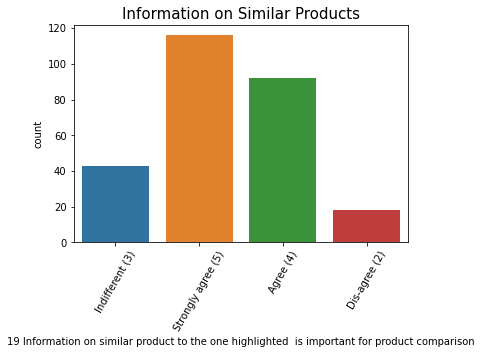 Information on Similar Products
120
100
80
60
40
20
0
count
Indifferent (3)
Strongly agree (5)
Agree (4)
Dis-agree (2)
19 Information on similar product to the one highlighted  is important for product comparison